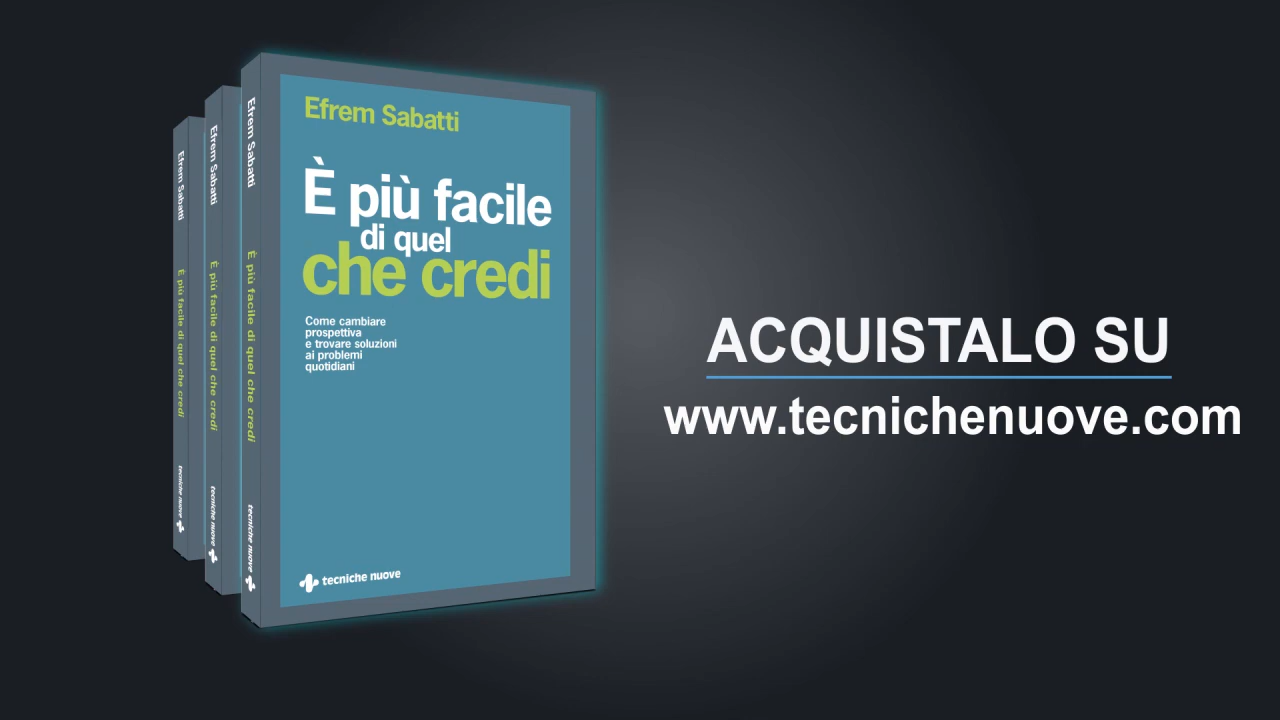 Efrem Sabatti
È più facile di quel che credi
tecniche nuove
Efrem Sabatti
È più facile di quel che credi
tecniche nuove
Efrem Sabatti
È più facile di quel che credi
tecniche nuove
Efrem Sabatti
È più facile
di quel
che credi
Come cambiare
prospettiva
e trovare soluzioni
ai problemi
quotidiani
tecniche nuove
ACQUISTALO SU
www.tecnichenuove.com